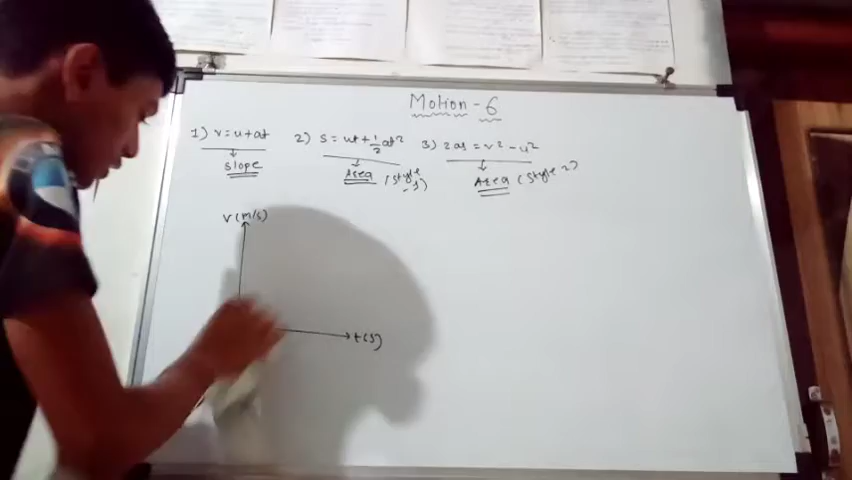 Motion - 6
1) v = u + at 2) s = ut + 1/2 at² 3) 2as = v² - u²
slope Area (style - 1) Area (style 2)
v (m/s)
t (s)